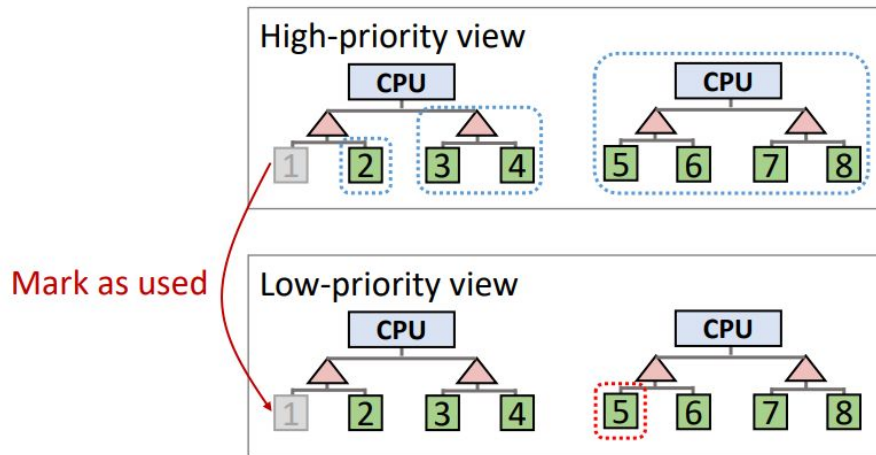 High-priority view
CPU CPU
1 2 3 4 5 6 7 8
Mark as used
Low-priority view
CPU CPU
1 2 3 4 5 6 7 8